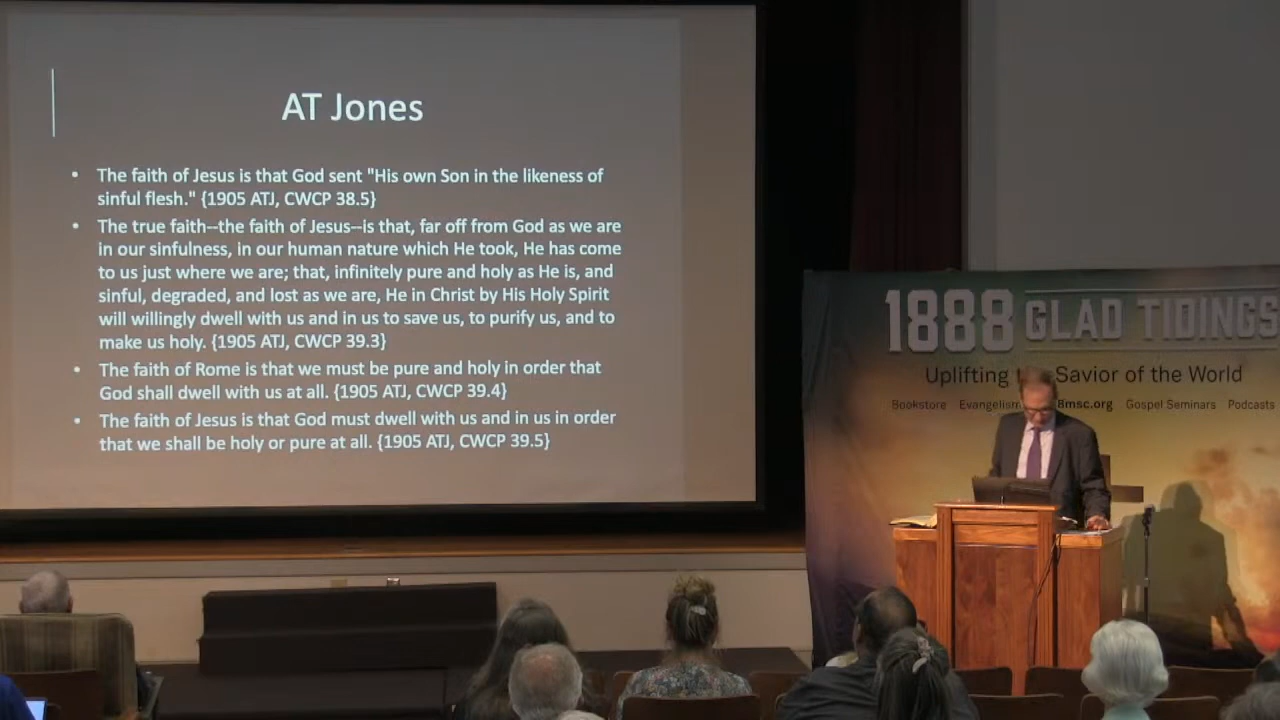 AT Jones
• The faith of Jesus is that God sent "His own Son in the likeness of
sinful flesh." {1905 ATJ, CWCP 38.5}
• The true faith--the faith of Jesus--is that, far off from God as we are
in our sinfulness, in our human nature which He took, He has come
to us just where we are; that, infinitely pure and holy as He is, and
sinful, degraded, and lost as we are, He in Christ by His Holy Spirit
will willingly dwell with us and in us to save us, to purify us, and to
make us holy. {1905 ATJ, CWCP 39.3}
• The faith of Rome is that we must be pure and holy in order that
God shall dwell with us at all. {1905 ATJ, CWCP 39.4}
• The faith of Jesus is that God must dwell with us and in us in order
that we shall be holy or pure at all. {1905 ATJ, CWCP 39.5}
1888 GLAD TIDINGS
Uplifting Savior of the World
Bookstore Gospel Seminars Podcasts